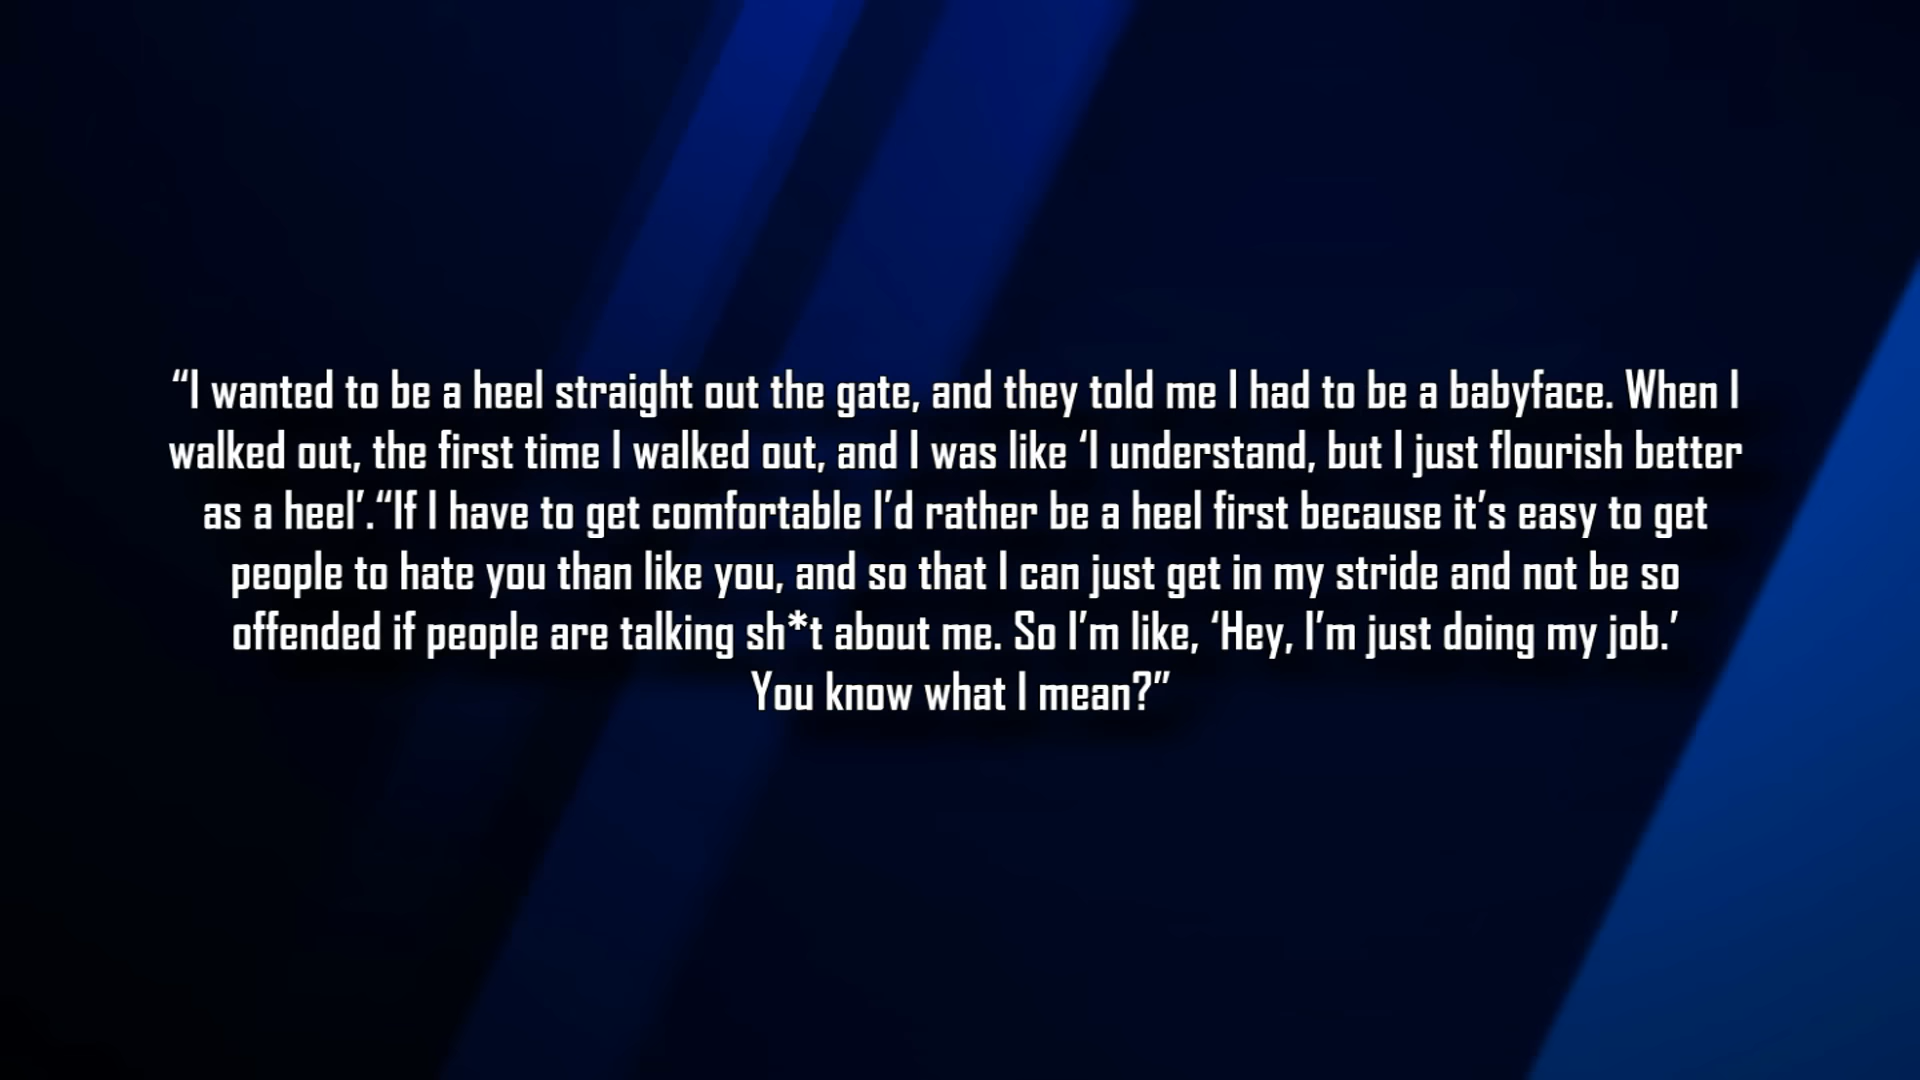 “I wanted to be a heel straight out the gate, and they told me I had to be a babyface. When I
walked out, the first time I walked out, and I was like ‘I understand, but I just flourish better
as a heel’.“If I have to get comfortable I’d rather be a heel first because it’s easy to get
people to hate you than like you, and so that I can just get in my stride and not be so
offended if people are talking sh*t about me. So I’m like, ‘Hey, I’m just doing my job.’
You know what I mean?”